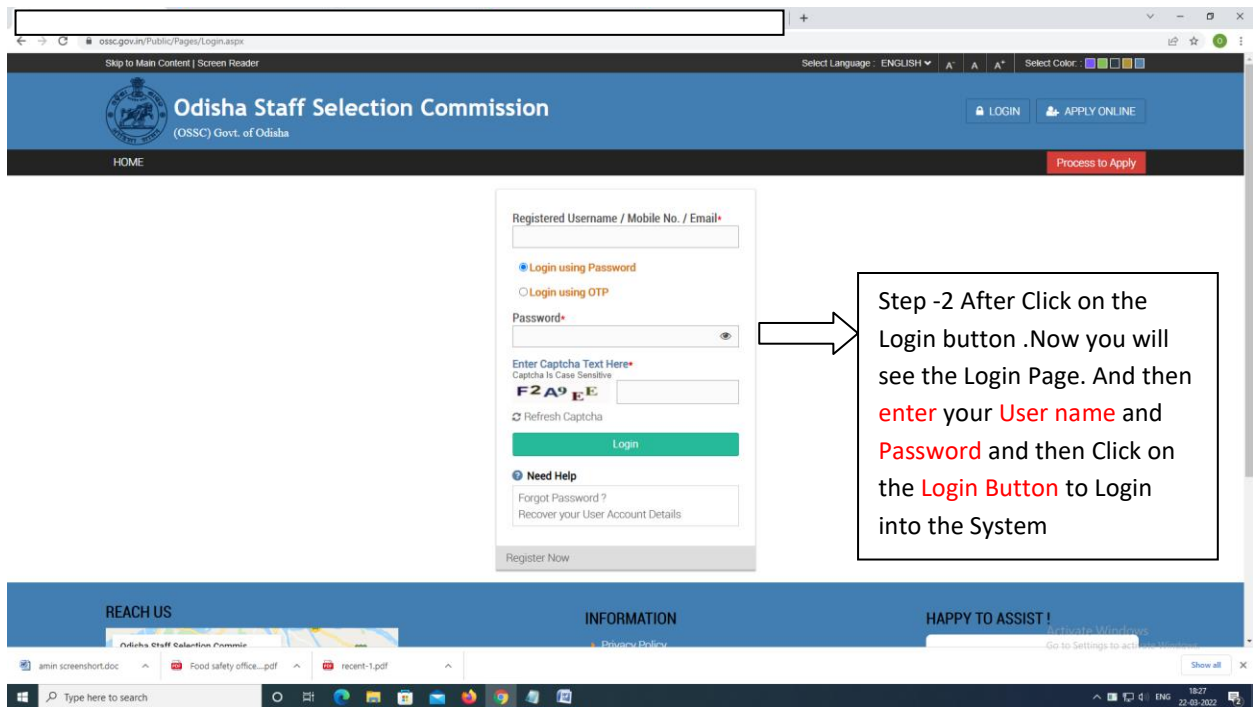 +
ossc.gov.in/Public/Pages/Login.aspx
Skip to Main Content | Screen Reader
Select Language : ENGLISH
A- A A+
Select Color: :
Odisha Staff Selection Commission
(OSSC) Govt. of Odisha
LOGIN
APPLY ONLINE
HOME
Process to Apply
Registered Username / Mobile No. / Email*
Login using Password
Login using OTP
Password*
Enter Captcha Text Here*
Captcha Is Case Sensitive
F2A9EE
Refresh Captcha
Login
Need Help
Forgot Password ?
Recover your User Account Details
Register Now
Step -2 After Click on the
Login button .Now you will
see the Login Page. And then
enter your User name and
Password and then Click on
the Login Button to Login
into the System
REACH US
Odisha Staff Selection Commis
INFORMATION
Privacy Policy
HAPPY TO ASSIST !
Activate Windows
Go to Settings to activate Windows.
amin screenshort.doc
Food safety office....pdf
recent-1.pdf
Show all
Type here to search
ENG
18:27
22-03-2022
2